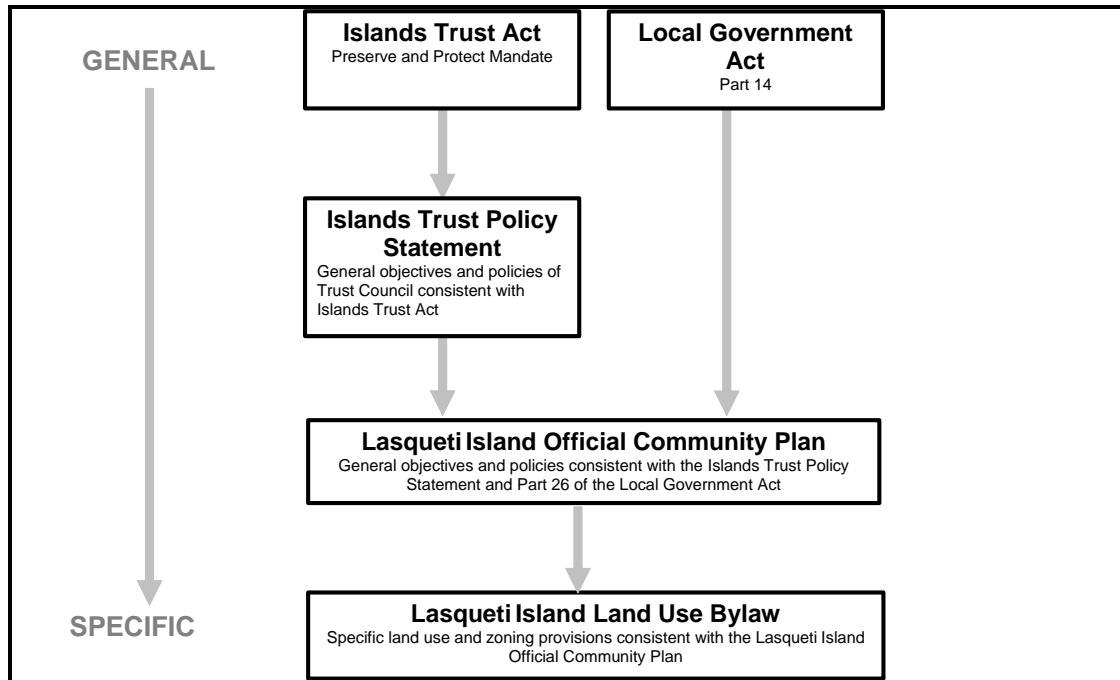 GENERAL
Islands Trust Act
Preserve and Protect Mandate
Local Government
Act
Part 14
Islands Trust Policy
Statement
General objectives and policies of
Trust Council consistent with
Islands Trust Act
Lasqueti Island Official Community Plan
General objectives and policies consistent with the Islands Trust Policy
Statement and Part 26 of the Local Government Act
SPECIFIC
Lasqueti Island Land Use Bylaw
Specific land use and zoning provisions consistent with the Lasqueti Island
Official Community Plan